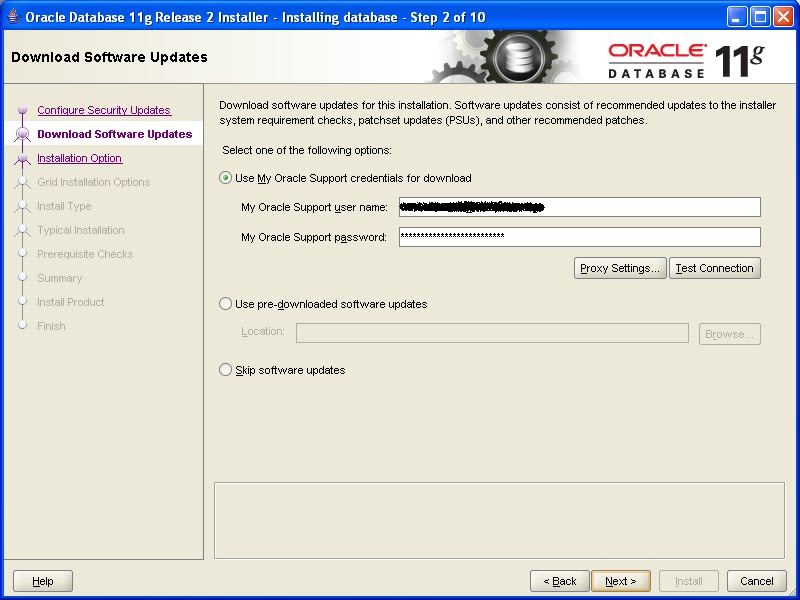 Oracle Database 11g Release 2 Installer - Installing database - Step 2 of 10
Download Software Updates
ORACLE
DATABASE 11g
Configure Security Updates
Download Software Updates
Installation Option
Grid Installation Options
Install Type
Typical Installation
Prerequisite Checks
Summary
Install Product
Finish
Download software updates for this installation. Software updates consist of recommended updates to the installer
system requirement checks, patchset updates (PSUs), and other recommended patches.
Select one of the following options:
Use My Oracle Support credentials for download
My Oracle Support user name:
My Oracle Support password: **************************
Proxy Settings... Test Connection
Use pre-downloaded software updates
Location: Browse...
Skip software updates
Help < Back Next > Install Cancel